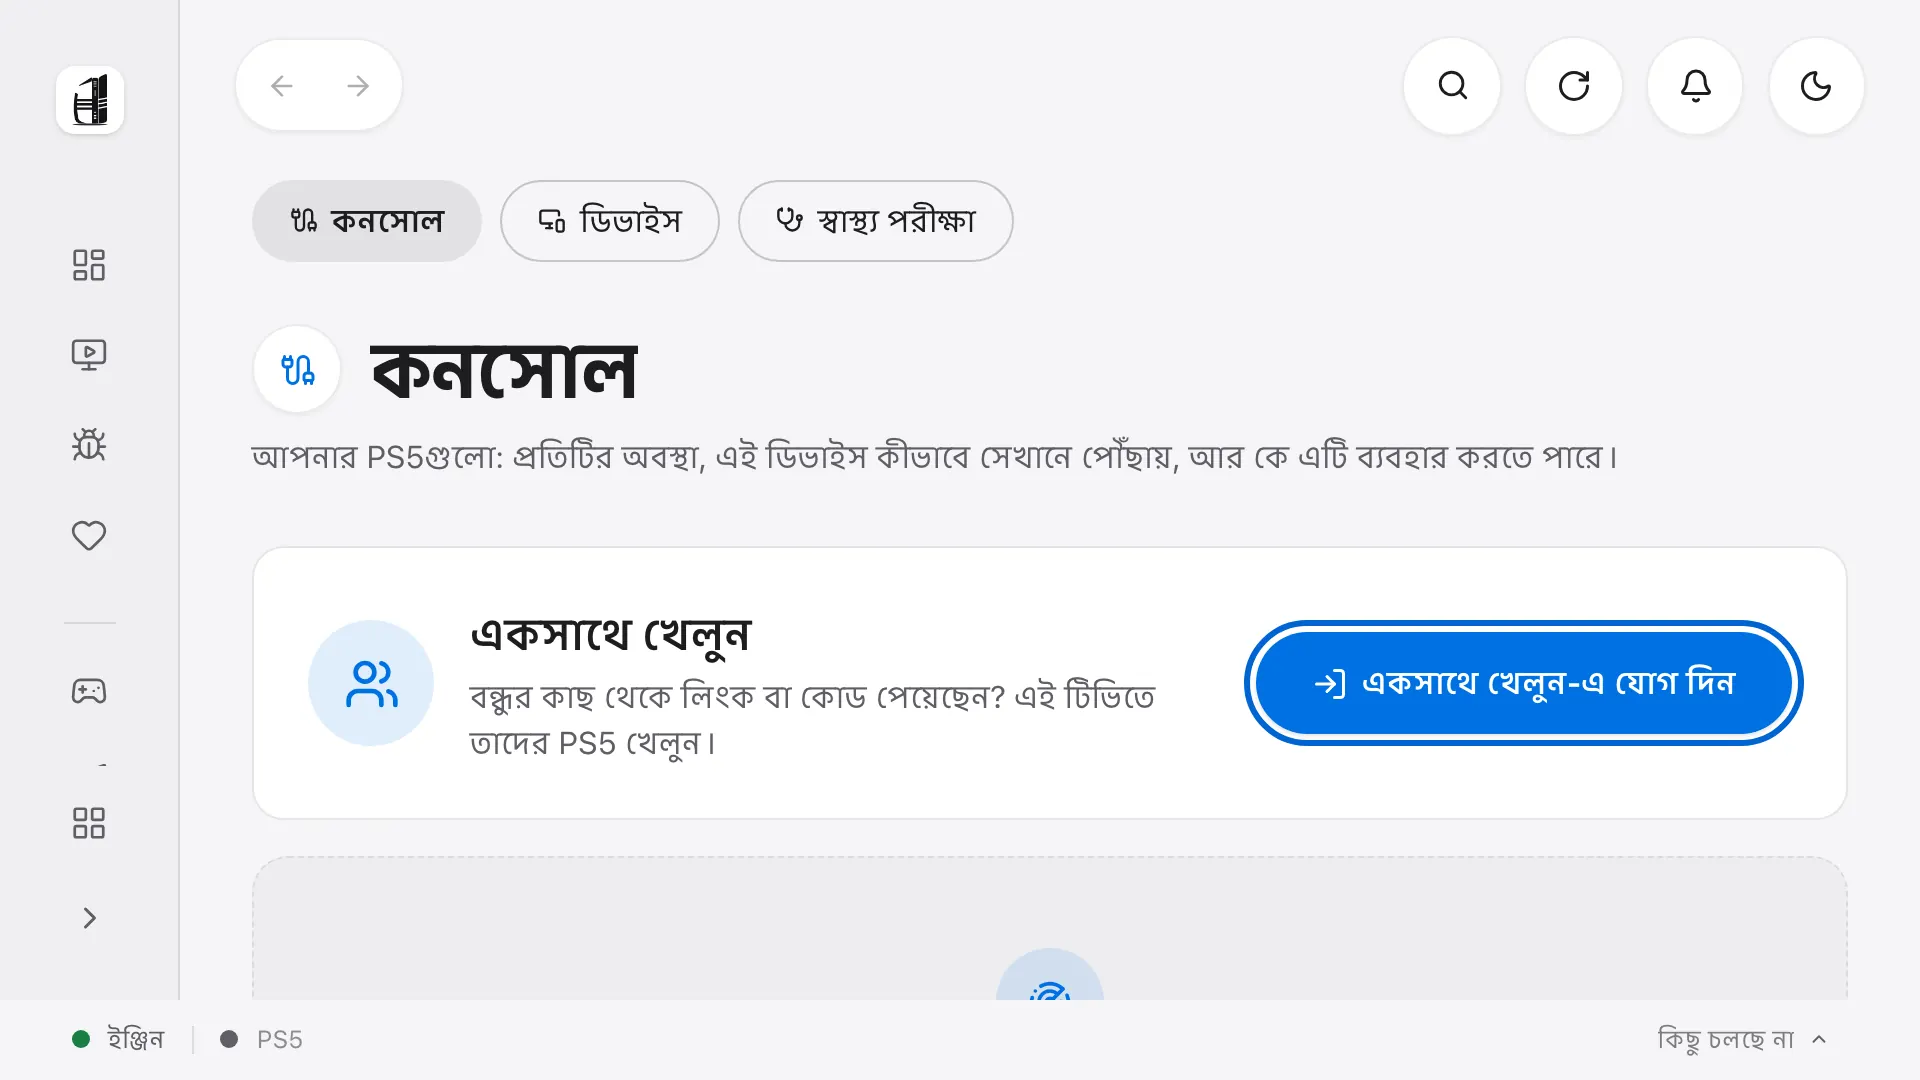 কনসোল
ডিভাইস
স্বাস্থ্য পরীক্ষা
কনসোল
আপনার PS5গুলো: প্রতিটির অবস্থা, এই ডিভাইস কীভাবে সেখানে পৌঁছায়, আর কে এটি ব্যবহার করতে পারে।
একসাথে খেলুন
বন্ধুর কাছ থেকে লিংক বা কোড পেয়েছেন? এই টিভিতে
তাদের PS5 খেলুন।
একসাথে খেলুন-এ যোগ দিন
ইঞ্জিন
PS5
কিছু চলছে না